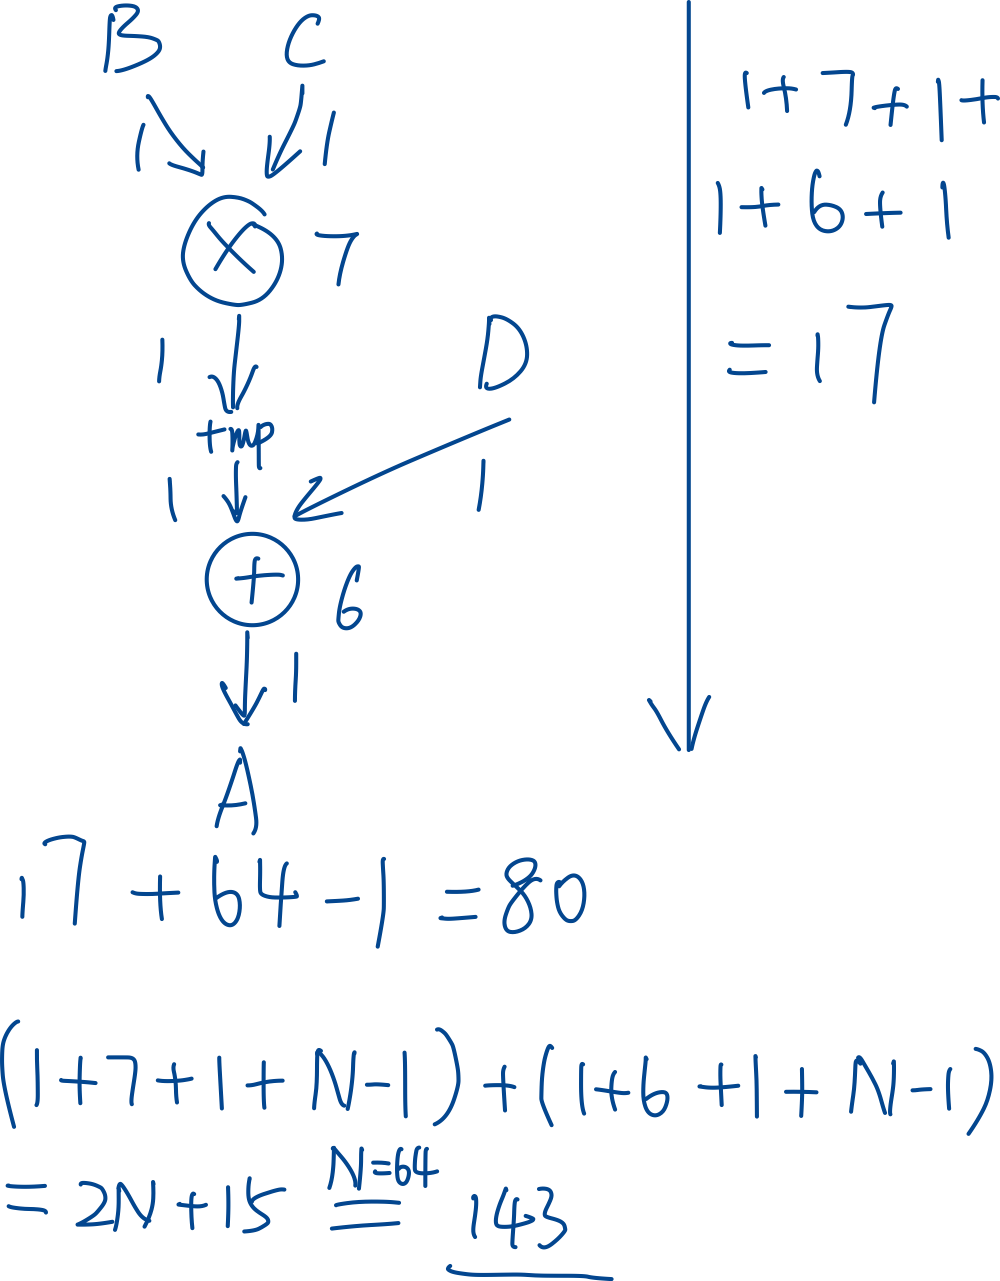 B C
1 1
× 7
1
tmp D
1 1
+ 6
1
A
1+7+1+
1+6+1
=17
17+64-1=80
(1+7+1+N-1)+(1+6+1+N-1)
=2N+15 N=64 = 143